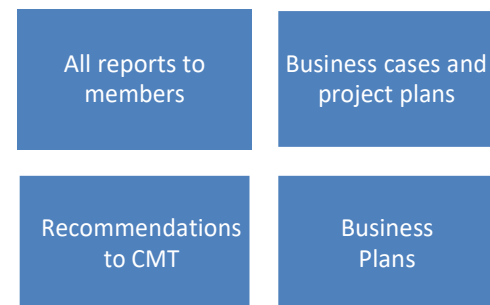 All reports to
members
Business cases and
project plans
Recommendations
to CMT
Business
Plans